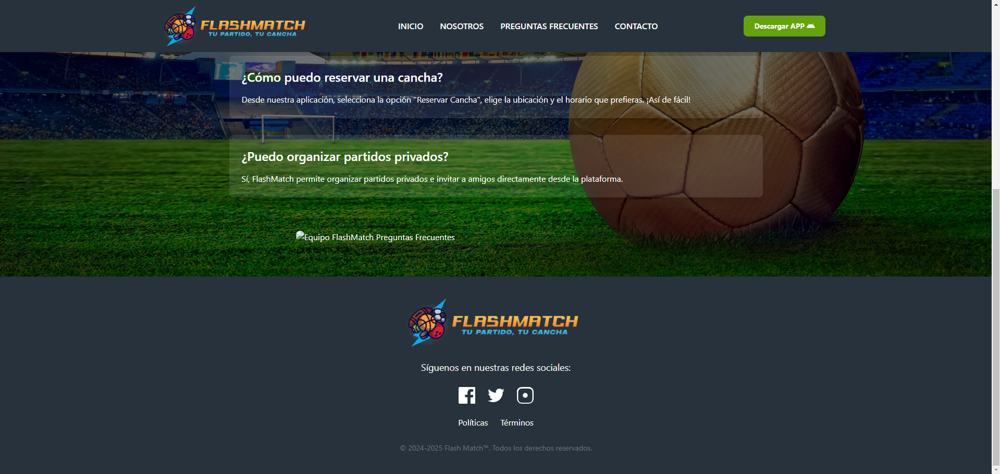 FLASHMATCH
TU PARTIDO, TU CANCHA
INICIO NOSOTROS PREGUNTAS FRECUENTES CONTACTO
Descargar APP
¿Cómo puedo reservar una cancha?
Desde nuestra aplicación, selecciona la opción "Reservar Cancha", elige la ubicación y el horario que prefieras. ¡Así de fácil!
¿Puedo organizar partidos privados?
Sí, FlashMatch permite organizar partidos privados e invitar a amigos directamente desde la plataforma.
Equipo FlashMatch Preguntas Frecuentes
FLASHMATCH
TU PARTIDO, TU CANCHA
Síguenos en nuestras redes sociales:
Políticas Términos
© 2024-2025 Flash Match™. Todos los derechos reservados.